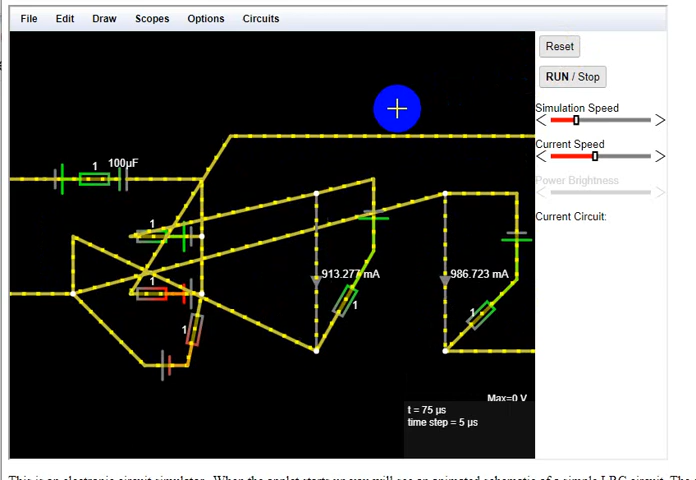 File Edit Draw Scopes Options Circuits
Reset
RUN / Stop
Simulation Speed
Current Speed
Power Brightness
Current Circuit:
1 100µF
1
1
1
913.277 mA
1
986.723 mA
1
Max=0 V
t = 75 µs
time step = 5 µs
This is an electronic circuit simulator. When the applet starts up you will see an animated schematic of a simple LRC circuit. The